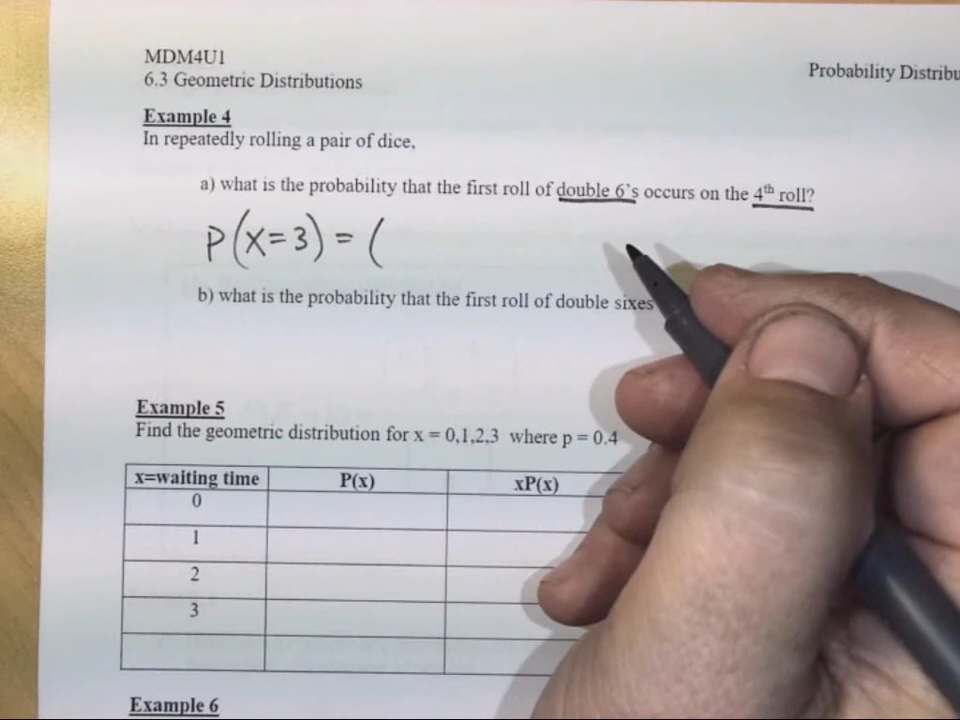 MDM4U1
6.3 Geometric Distributions
Probability Distribu
Example 4
In repeatedly rolling a pair of dice,
a) what is the probability that the first roll of double 6's occurs on the 4th roll?
P(x=3) = (
b) what is the probability that the first roll of double sixes
Example 5
Find the geometric distribution for x = 0,1,2,3 where p = 0.4
x=waiting time P(x) xP(x)
0
1
2
3
Example 6